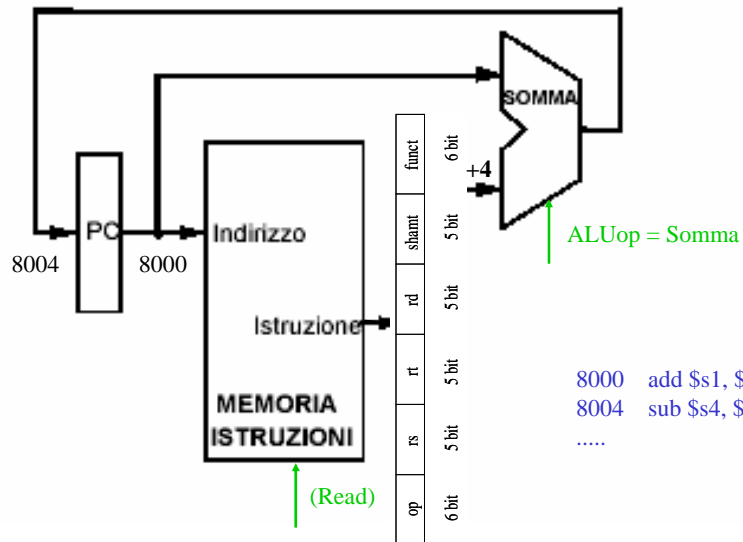 SOMMA
+4
ALUop = Somma
PC
8004
8000
Indirizzo
Istruzione
MEMORIA
ISTRUZIONI
(Read)
funct 6 bit
shamt 5 bit
rd 5 bit
rt 5 bit
rs 5 bit
op 6 bit
8000 add $s1, $
8004 sub $s4, $
.....